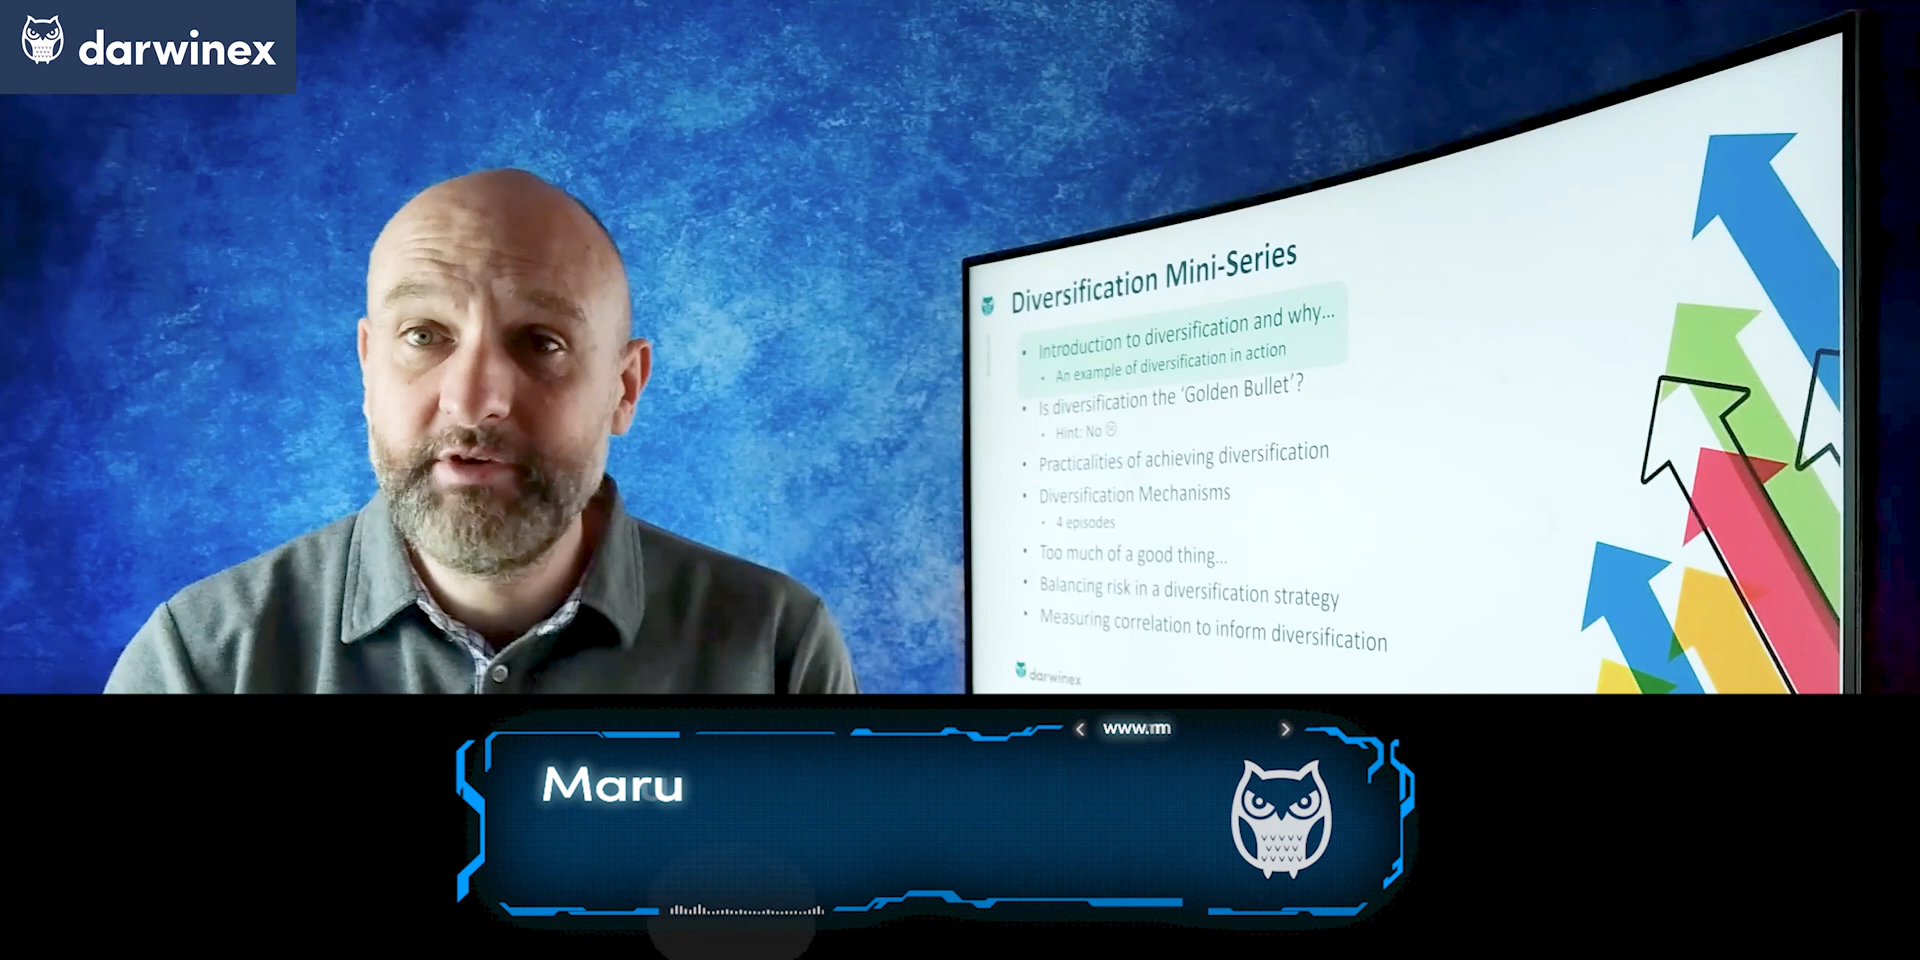 darwinex
Diversification Mini-Series
• Introduction to diversification and why...
• An example of diversification in action
• Is diversification the ‘Golden Bullet’?
• Hint: No ☹
• Practicalities of achieving diversification
• Diversification Mechanisms
• 4 episodes
• Too much of a good thing...
• Balancing risk in a diversification strategy
• Measuring correlation to inform diversification
darwinex
< www.m >
Maru